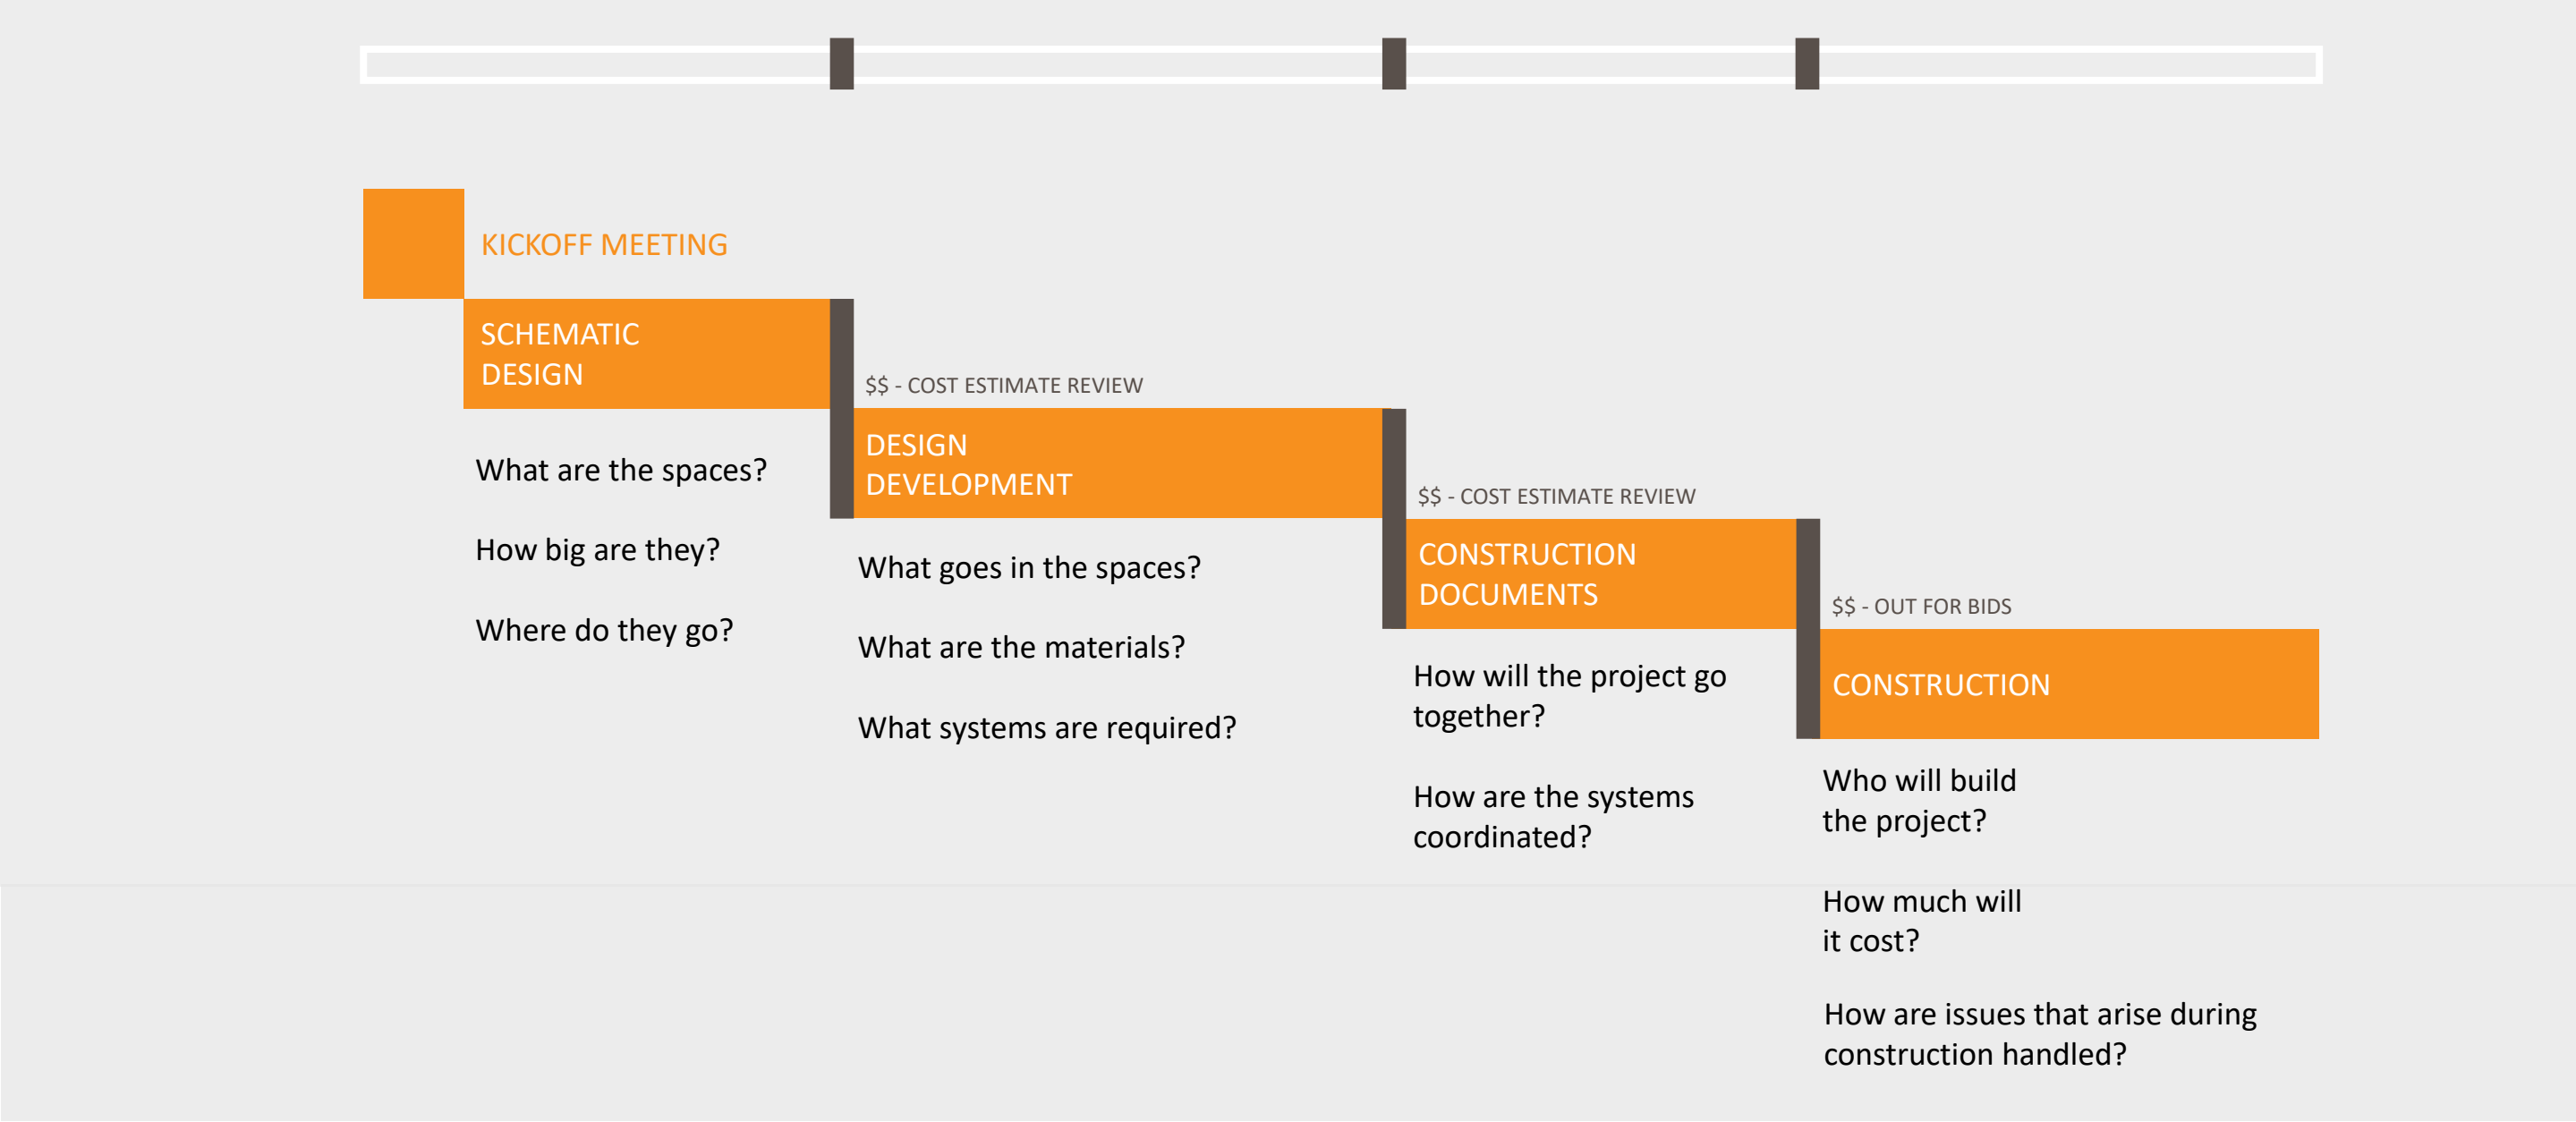 KICKOFF MEETING
SCHEMATIC
DESIGN
What are the spaces?
How big are they?
Where do they go?
$$ - COST ESTIMATE REVIEW
DESIGN
DEVELOPMENT
What goes in the spaces?
What are the materials?
What systems are required?
$$ - COST ESTIMATE REVIEW
CONSTRUCTION
DOCUMENTS
How will the project go
together?
How are the systems
coordinated?
$$ - OUT FOR BIDS
CONSTRUCTION
Who will build
the project?
How much will
it cost?
How are issues that arise during
construction handled?